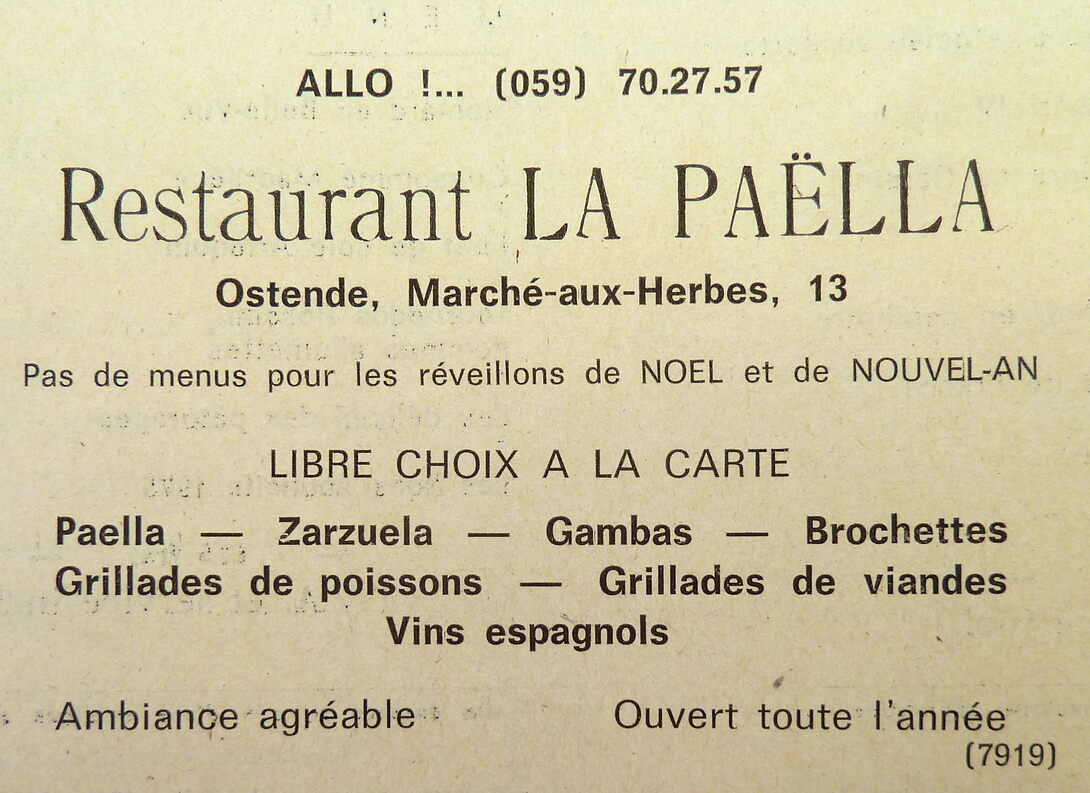 ALLO !... (059) 70.27.57
Restaurant LA PAËLLA
Ostende, Marché-aux-Herbes, 13
Pas de menus pour les réveillons de NOEL et de NOUVEL-AN
LIBRE CHOIX A LA CARTE
Paella — Zarzuela — Gambas — Brochettes
Grillades de poissons — Grillades de viandes
Vins espagnols
Ambiance agréable Ouvert toute l'année
(7919)